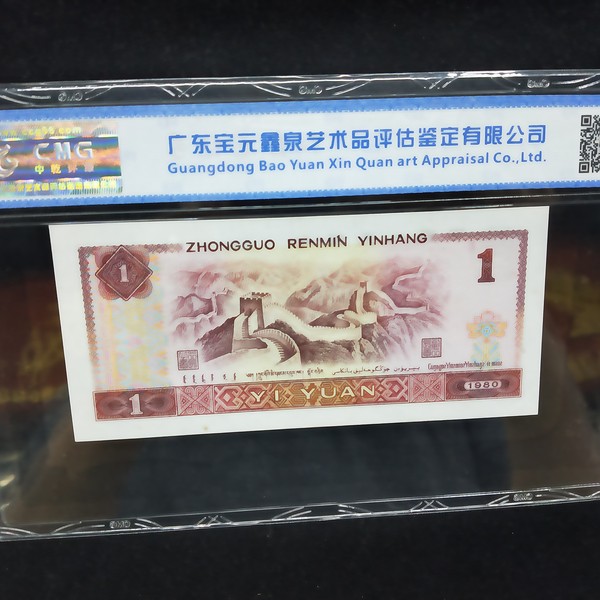 CMG
广东宝元鑫泉艺术品评估鉴定有限公司
Guangdong Bao Yuan Xin Quan art Appraisal Co.,Ltd.
ZHONGGUO RENMIN YINHANG
1
1
1
YI YUAN
1980